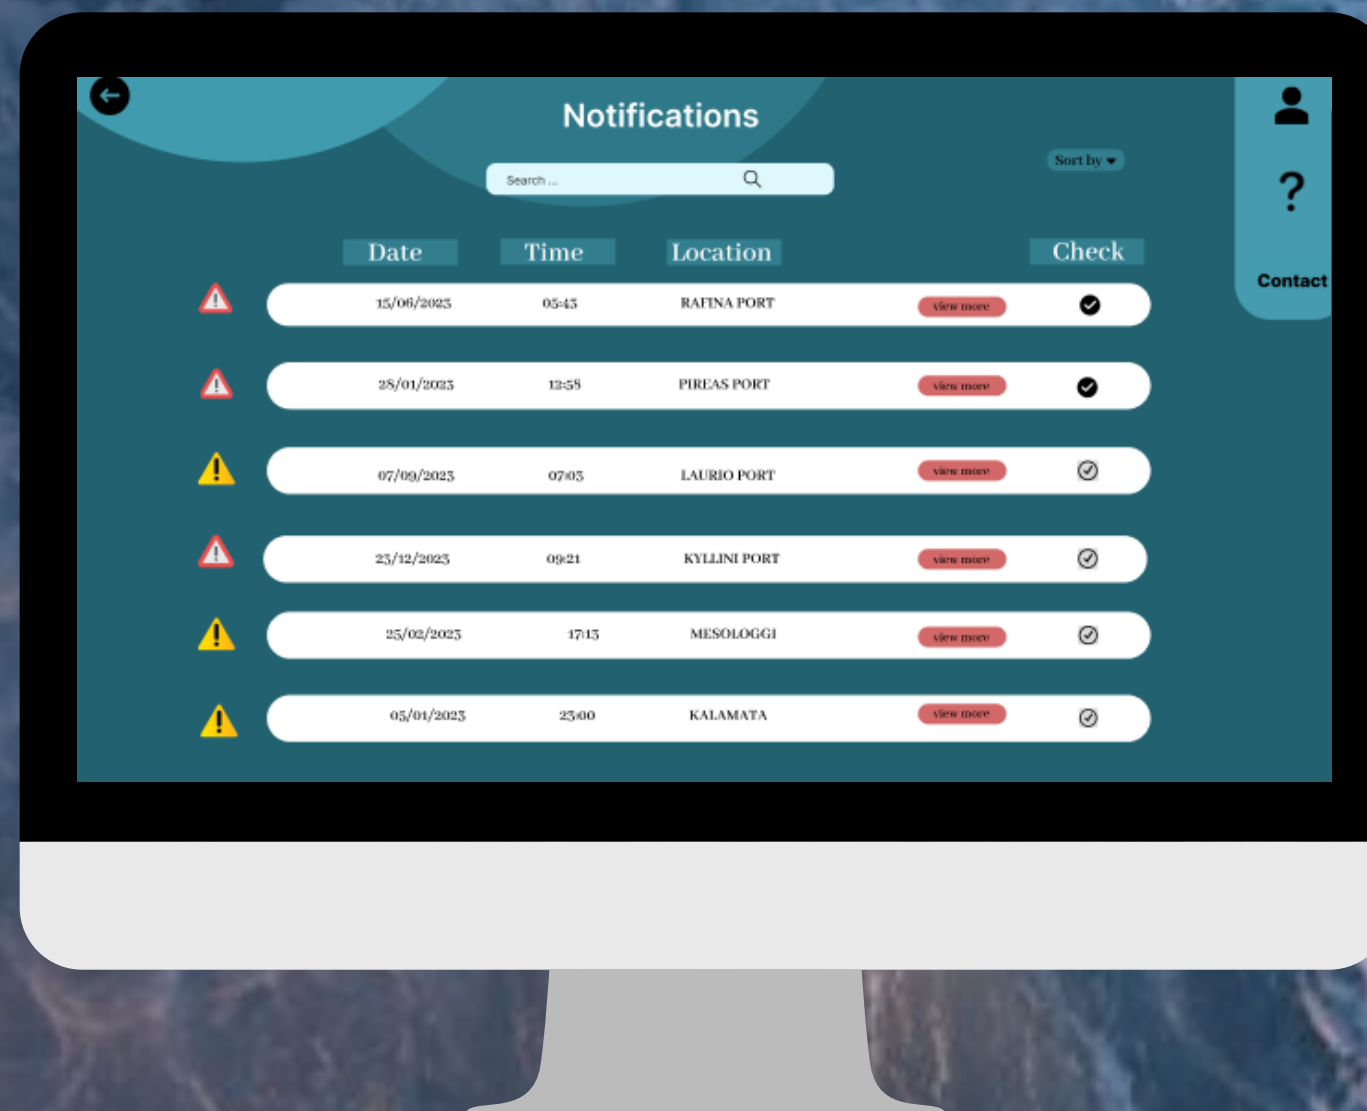 Notifications
Sort by
Search ...
Date Time Location Check
Contact
15/06/2023 05:43 RAFINA PORT view more
28/01/2023 12:58 PIREAS PORT view more
07/09/2023 07:03 LAURIO PORT view more
23/12/2023 09:21 KYLLINI PORT view more
25/02/2023 17:13 MESOLOGGI view more
05/01/2023 23:00 KALAMATA view more